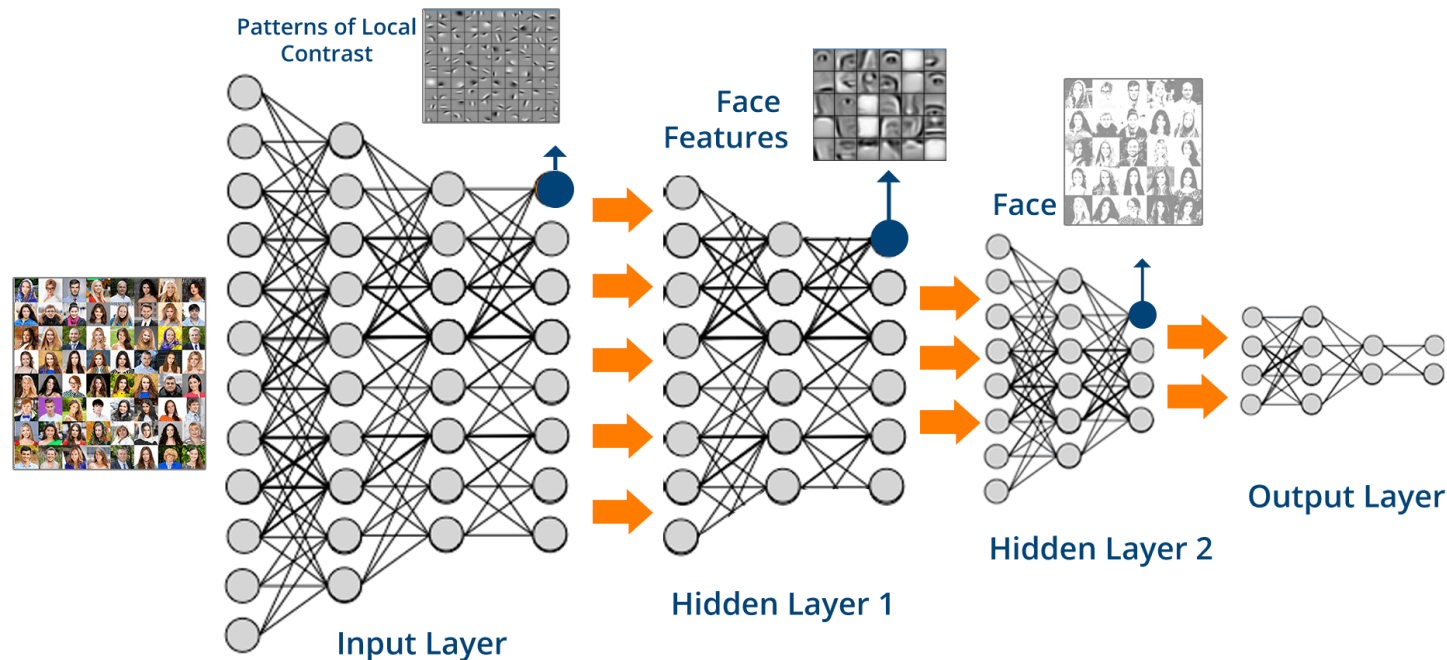 Patterns of Local
Contrast
Face
Features
Face
Input Layer
Hidden Layer 1
Hidden Layer 2
Output Layer